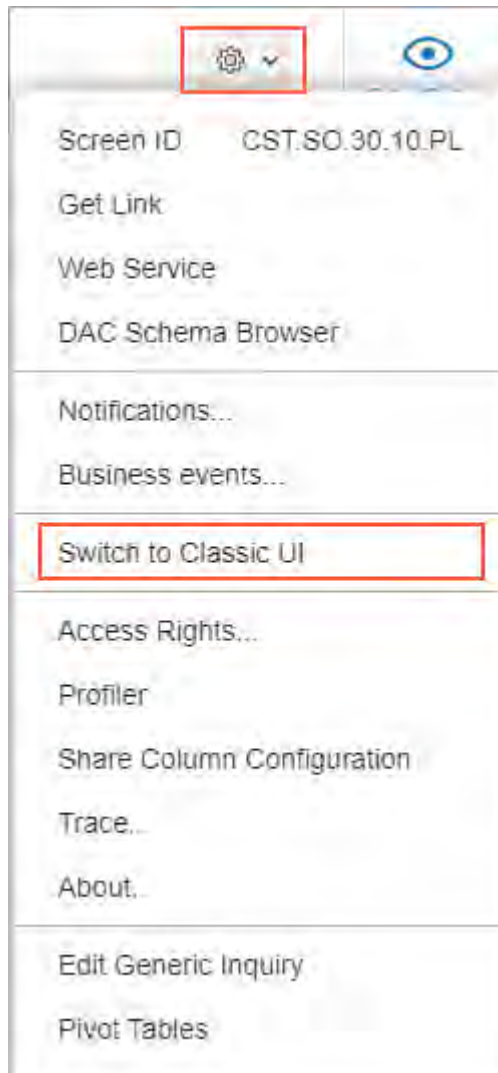 Screen ID CST.SO.30.10.PL
Get Link
Web Service
DAC Schema Browser
Notifications...
Business events...
Switch to Classic UI
Access Rights...
Profiler
Share Column Configuration
Trace...
About...
Edit Generic Inquiry
Pivot Tables